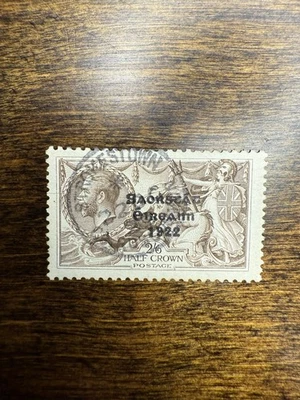 Saorstát
Éireann
1922
2/6
HALF CROWN
POSTAGE